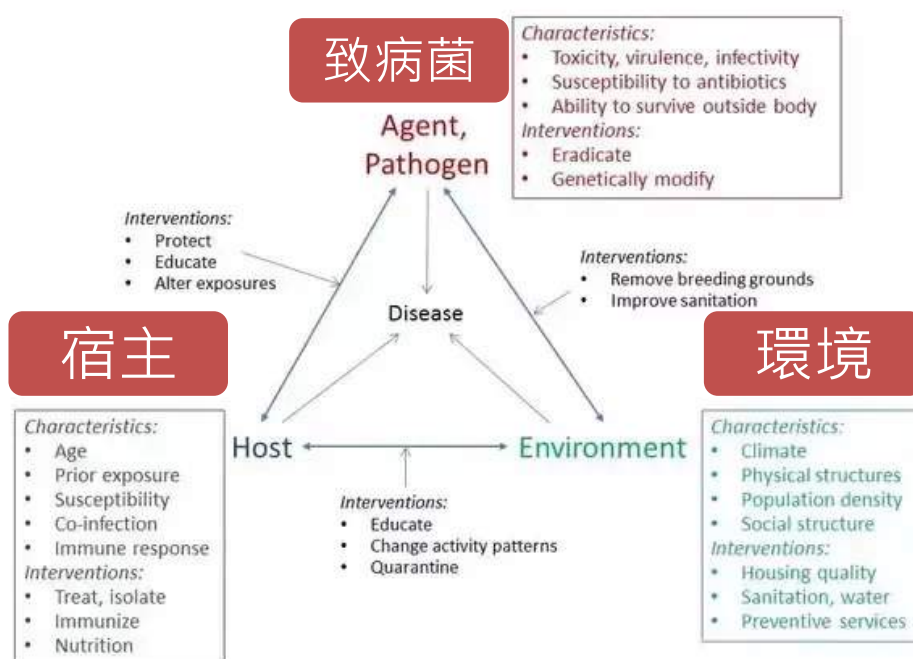 致病菌
Agent,
Pathogen
Characteristics:
• Toxicity, virulence, infectivity
• Susceptibility to antibiotics
• Ability to survive outside body
Interventions:
• Eradicate
• Genetically modify
Interventions:
• Protect
• Educate
• Alter exposures
Interventions:
• Remove breeding grounds
• Improve sanitation
Disease
宿主
Host
Characteristics:
• Age
• Prior exposure
• Susceptibility
• Co-infection
• Immune response
Interventions:
• Treat, isolate
• Immunize
• Nutrition
Interventions:
• Educate
• Change activity patterns
• Quarantine
環境
Environment
Characteristics:
• Climate
• Physical structures
• Population density
• Social structure
Interventions:
• Housing quality
• Sanitation, water
• Preventive services